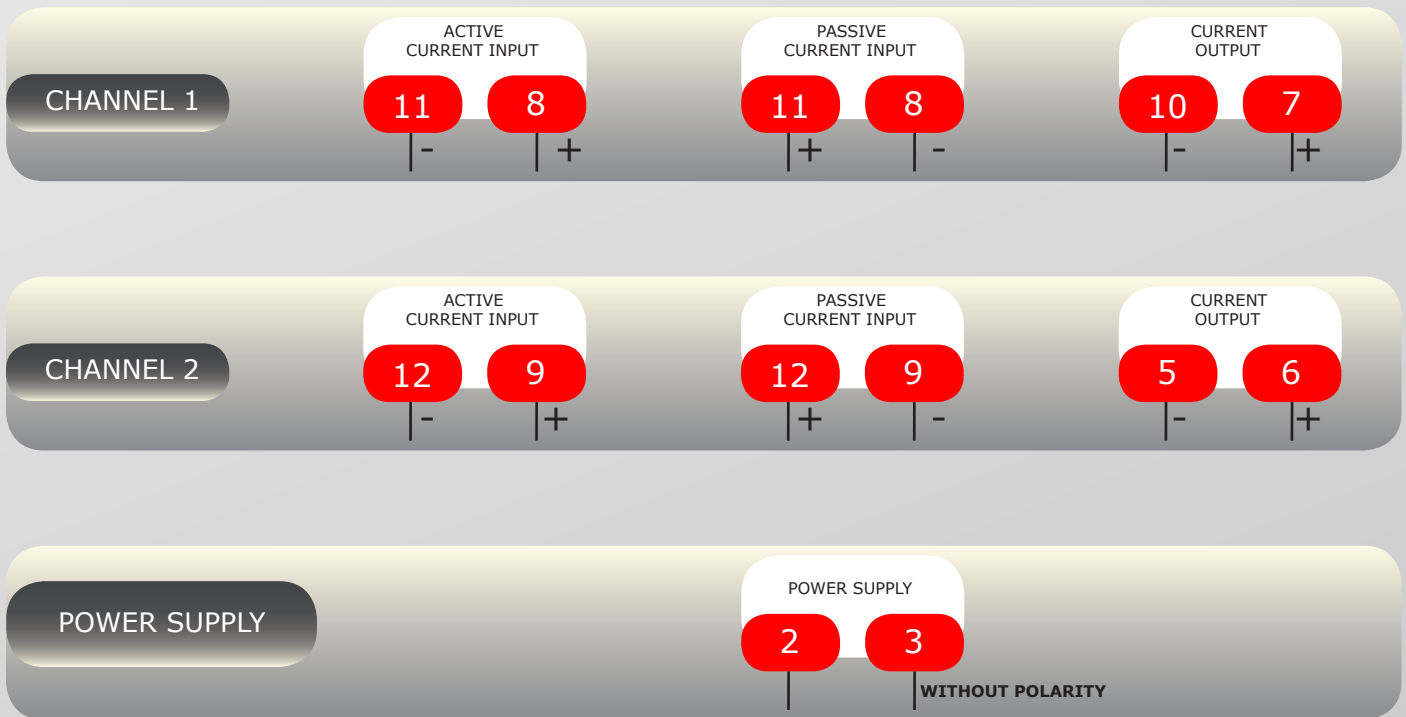 ACTIVE
CURRENT INPUT
PASSIVE
CURRENT INPUT
CURRENT
OUTPUT
CHANNEL 1
11 8
11 8
10 7
- +
+ -
- +
ACTIVE
CURRENT INPUT
PASSIVE
CURRENT INPUT
CURRENT
OUTPUT
CHANNEL 2
12 9
12 9
5 6
- +
+ -
- +
POWER SUPPLY
POWER SUPPLY
2 3
WITHOUT POLARITY